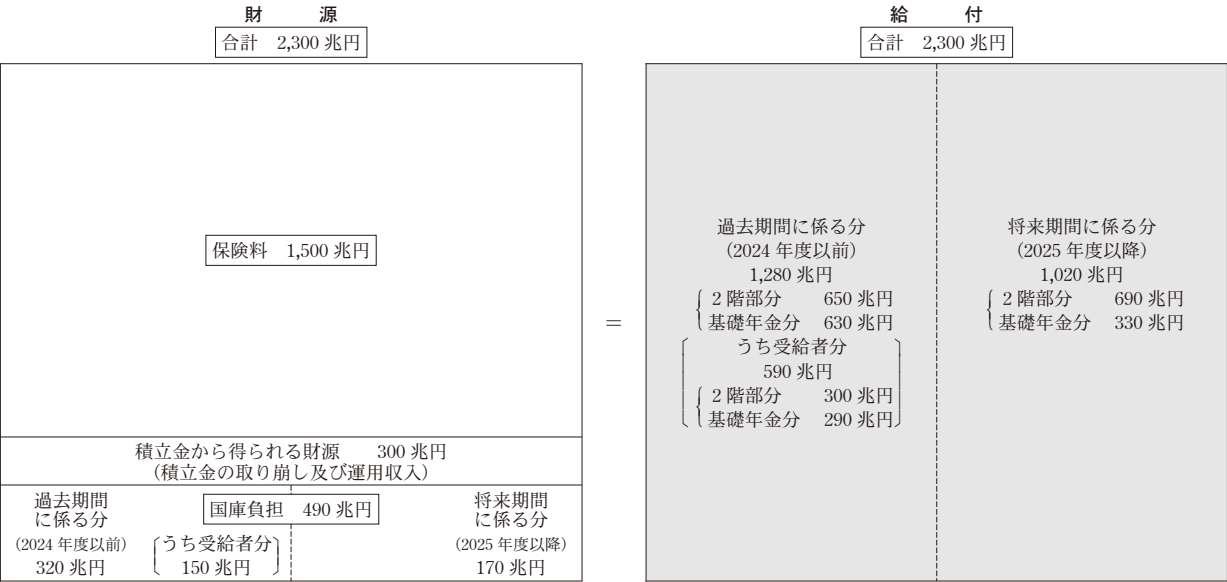 財 源
合計 2,300 兆円
保険料 1,500 兆円
積立金から得られる財源 300 兆円
(積立金の取り崩し及び運用収入)
国庫負担 490 兆円
過去期間
に係る分
(2024 年度以前)
320 兆円
うち受給者分
150 兆円
将来期間
に係る分
(2025 年度以降)
170 兆円
=
給 付
合計 2,300 兆円
過去期間に係る分
(2024 年度以前)
1,280 兆円
2 階部分 650 兆円
基礎年金分 630 兆円
うち受給者分
590 兆円
2 階部分 300 兆円
基礎年金分 290 兆円
将来期間に係る分
(2025 年度以降)
1,020 兆円
2 階部分 690 兆円
基礎年金分 330 兆円